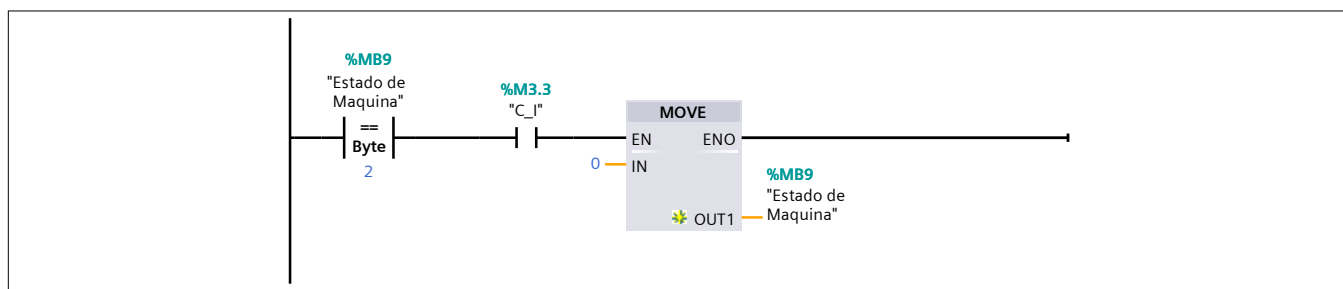 %MB9
"Estado de
Maquina"
==
Byte
2
%M3.3
"C_I"
MOVE
EN ENO
0 IN
OUT1
%MB9
"Estado de
Maquina"